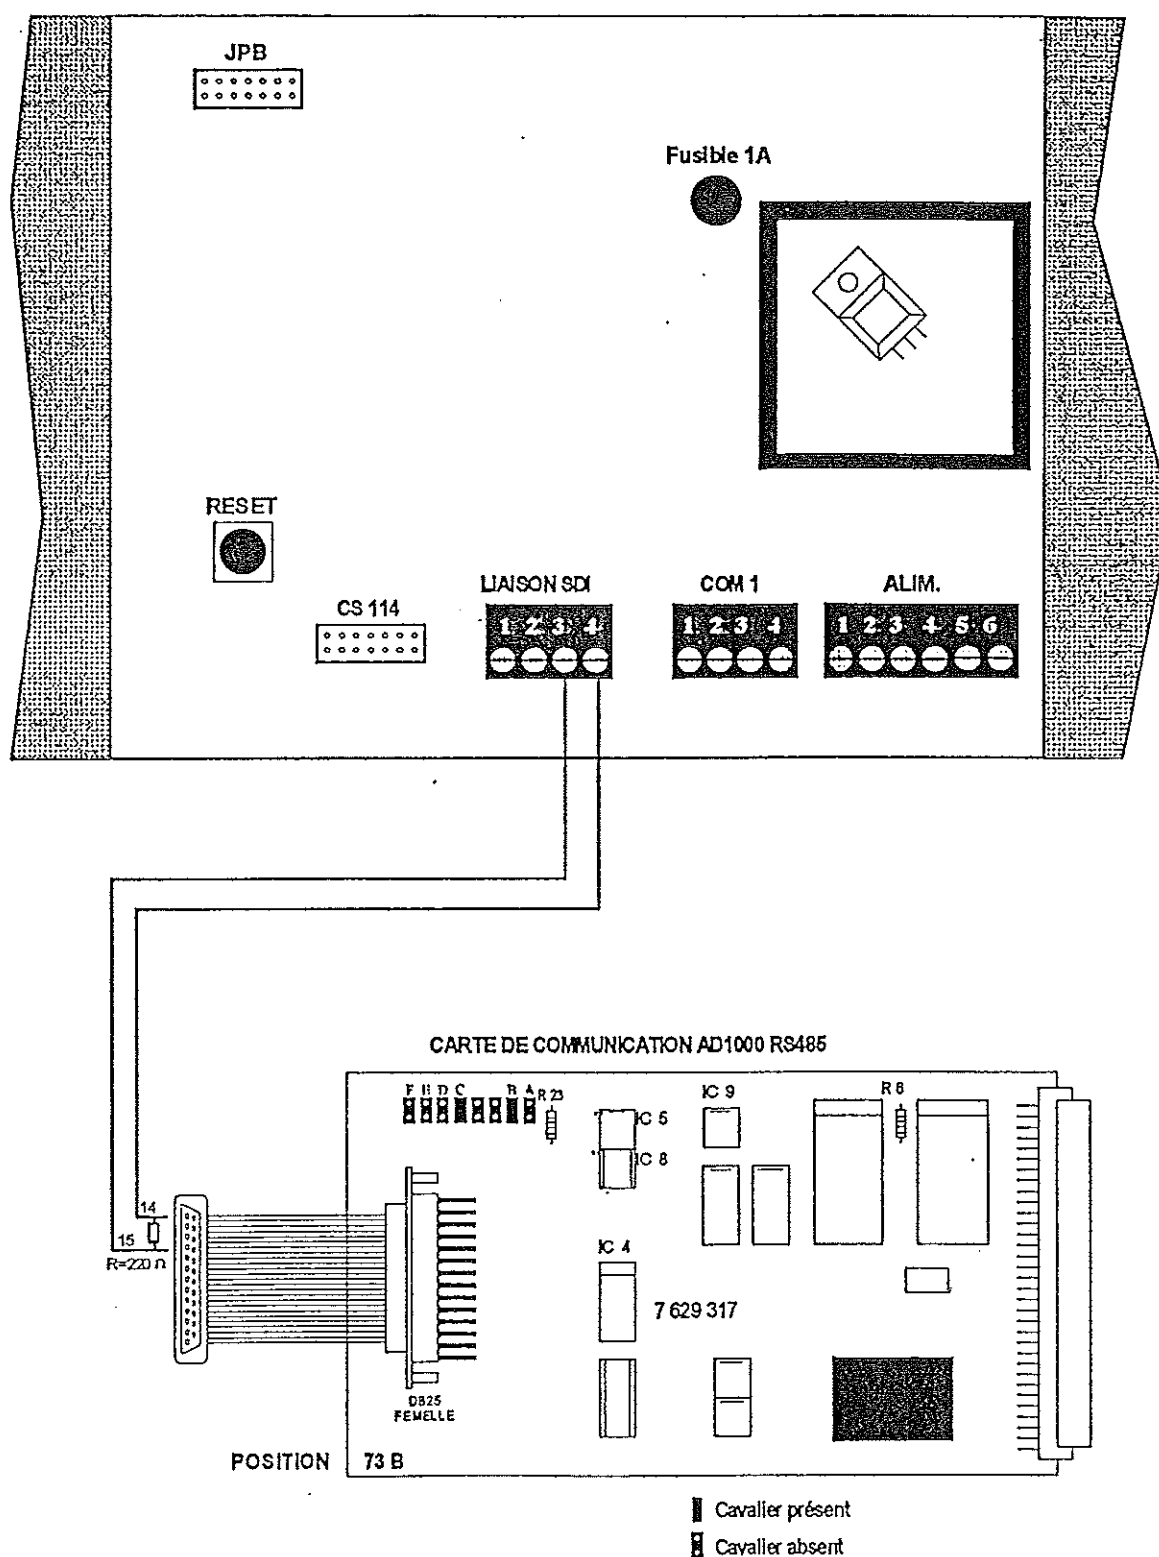 JPB
Fusible 1A
RESET
CS 114
LIAISON SDI
1 2 3 4
COM 1
1 2 3 4
ALIM.
1 2 3 4 5 6
CARTE DE COMMUNICATION AD1000 RS485
F E D C B A
R 23
IC 5
IC 8
IC 9
R 8
14
15
R=220 Ω
IC 4
7 629 317
DB25
FEMELLE
POSITION 73 B
Cavalier présent
Cavalier absent